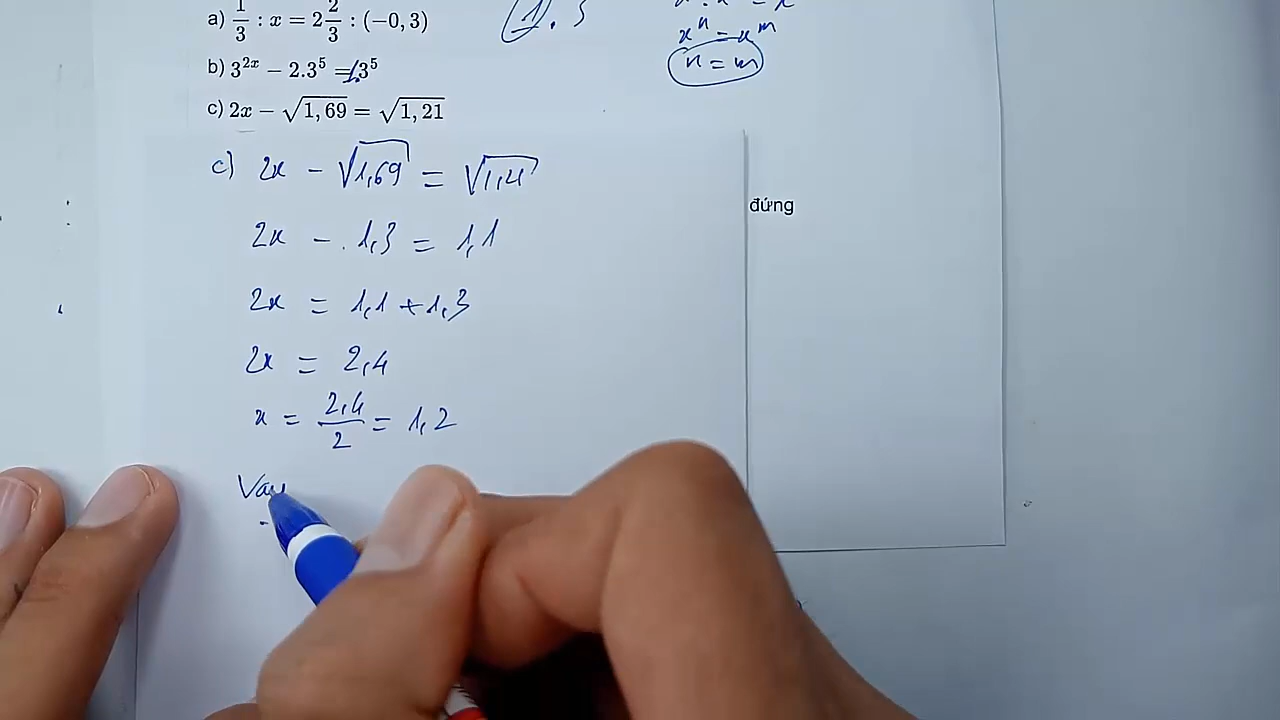 a) 1/3 : x = 2 2/3 : (−0, 3)
b) 3^{2x} − 2.3^5 = 1.3^5
c) 2x − √1, 69 = √1, 21
x^n = x^m
n = m
c) 2x − √1,69 = √1,21
2x − 1,3 = 1,1
2x = 1,1 + 1,3
2x = 2,4
x = 2,4/2 = 1,2
Vậy
đứng